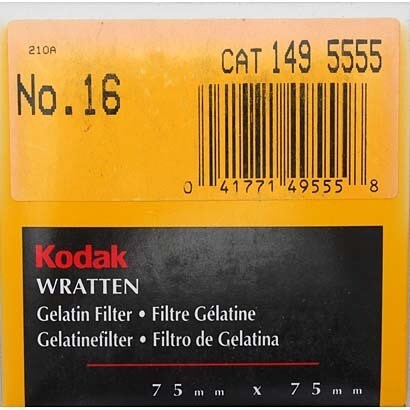 210A
CAT 149 5555
No.16
0 41771 49555 8
Kodak
WRATTEN
Gelatin Filter • Filtre Gélatine
Gelatinefilter • Filtro de Gelatina
75mm x 75mm